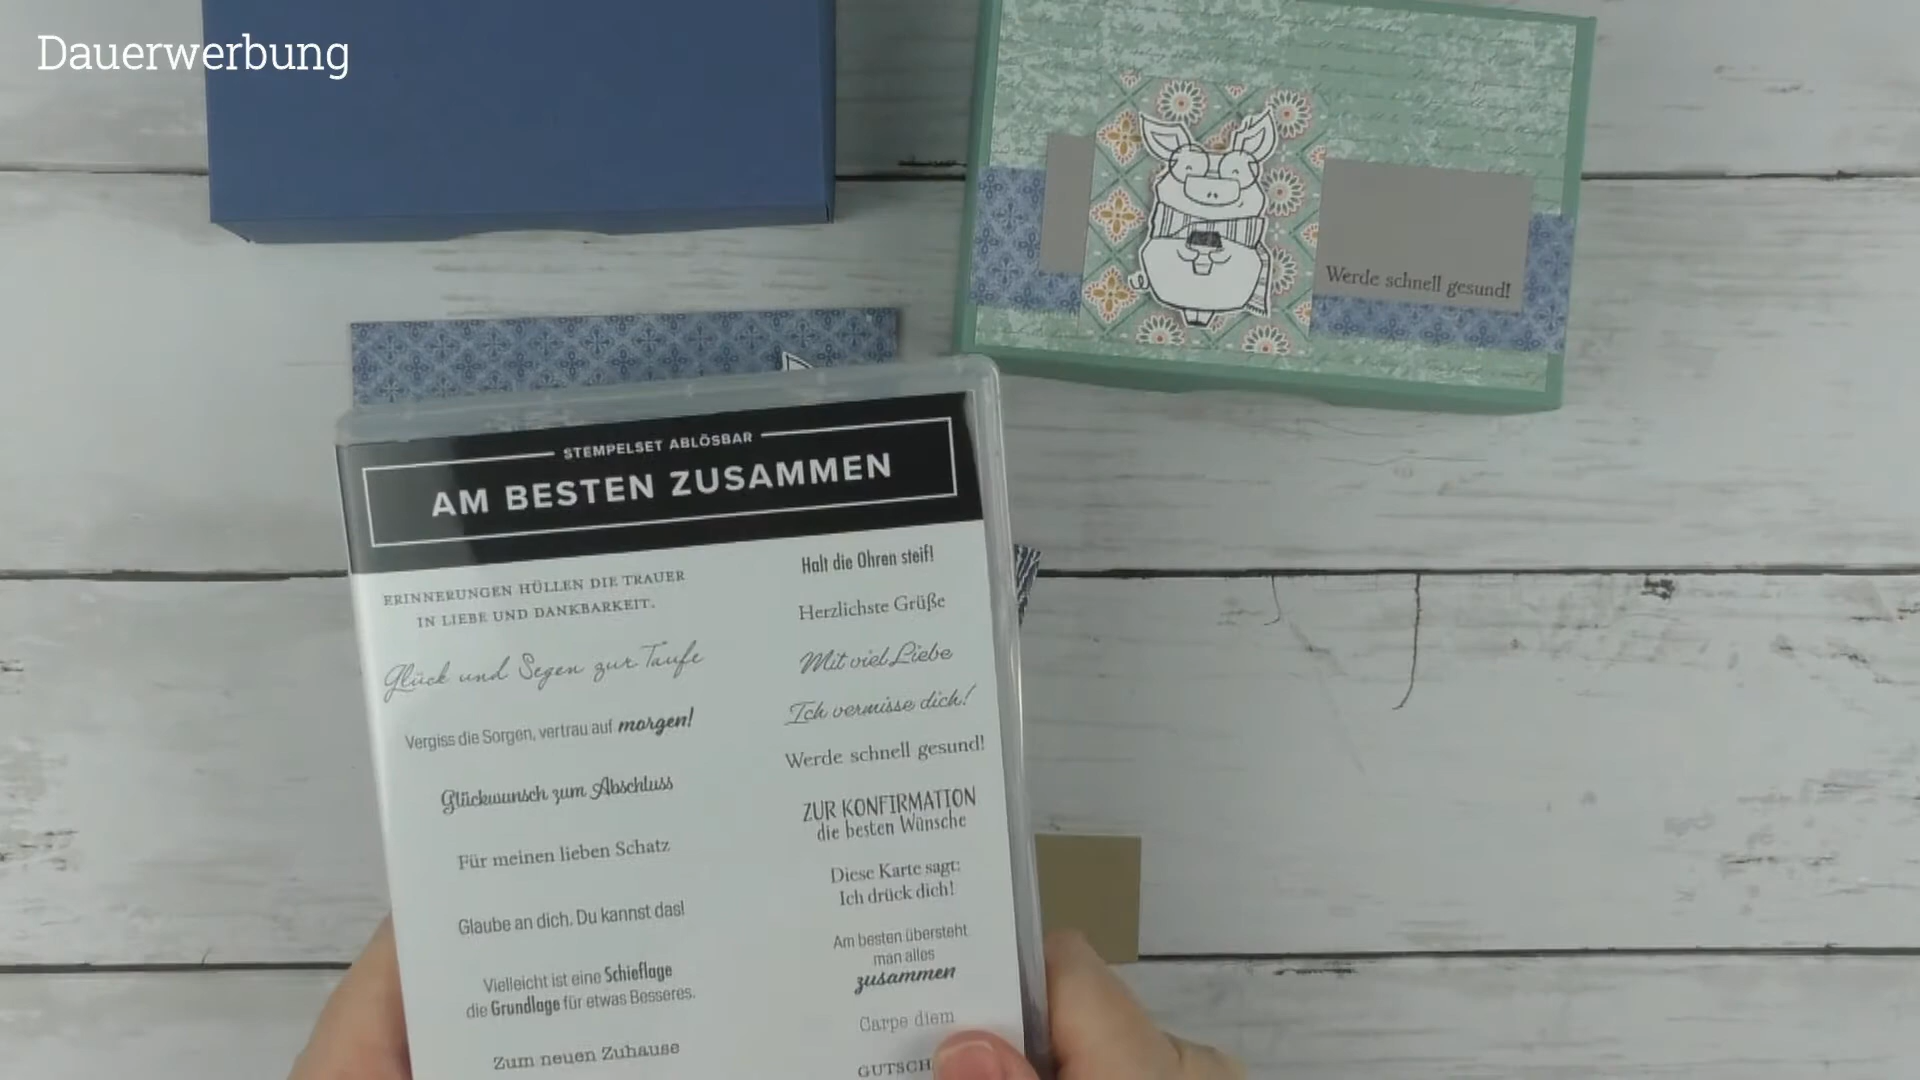 Dauerwerbung
Werde schnell gesund!
STEMPELSET ABLÖSBAR
AM BESTEN ZUSAMMEN
ERINNERUNGEN HÜLLEN DIE TRAUER
IN LIEBE UND DANKBARKEIT.
Glück und Segen zur Taufe
Vergiss die Sorgen, vertrau auf morgen!
Glückwunsch zum Abschluss
Für meinen lieben Schatz
Glaube an dich. Du kannst das!
Vielleicht ist eine Schieflage
die Grundlage für etwas Besseres.
Zum neuen Zuhause
Halt die Ohren steif!
Herzlichste Grüße
Mit viel Liebe
Ich vermisse dich!
Werde schnell gesund!
ZUR KONFIRMATION
die besten Wünsche
Diese Karte sagt:
Ich drück dich!
Am besten übersteht
man alles
zusammen
Carpe diem